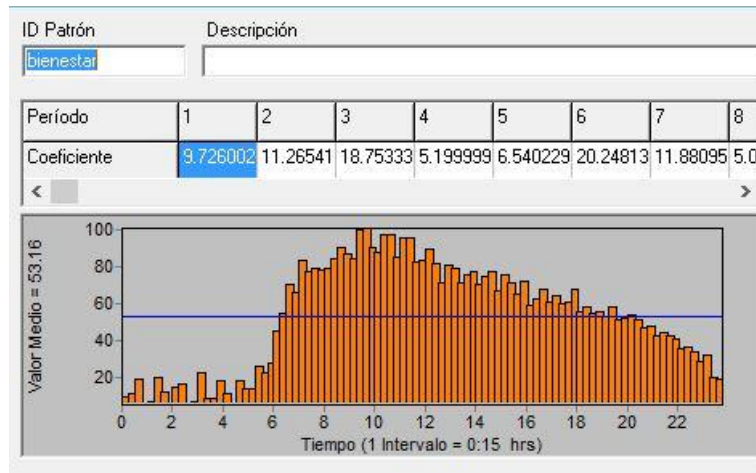 ID Patrón Descripción
bienestar
Período 1 2 3 4 5 6 7 8
Coeficiente 9.726002 11.26541 18.75333 5.199999 6.540229 20.24813 11.88095 5.0
Valor Medio = 53.16
100
80
60
40
20
0 2 4 6 8 10 12 14 16 18 20 22
Tiempo (1 Intervalo = 0:15 hrs)